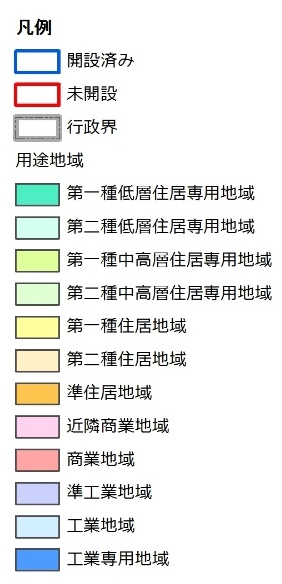 凡例
開設済み
未開設
行政界
用途地域
第一種低層住居専用地域
第二種低層住居専用地域
第一種中高層住居専用地域
第二種中高層住居専用地域
第一種住居地域
第二種住居地域
準住居地域
近隣商業地域
商業地域
準工業地域
工業地域
工業専用地域